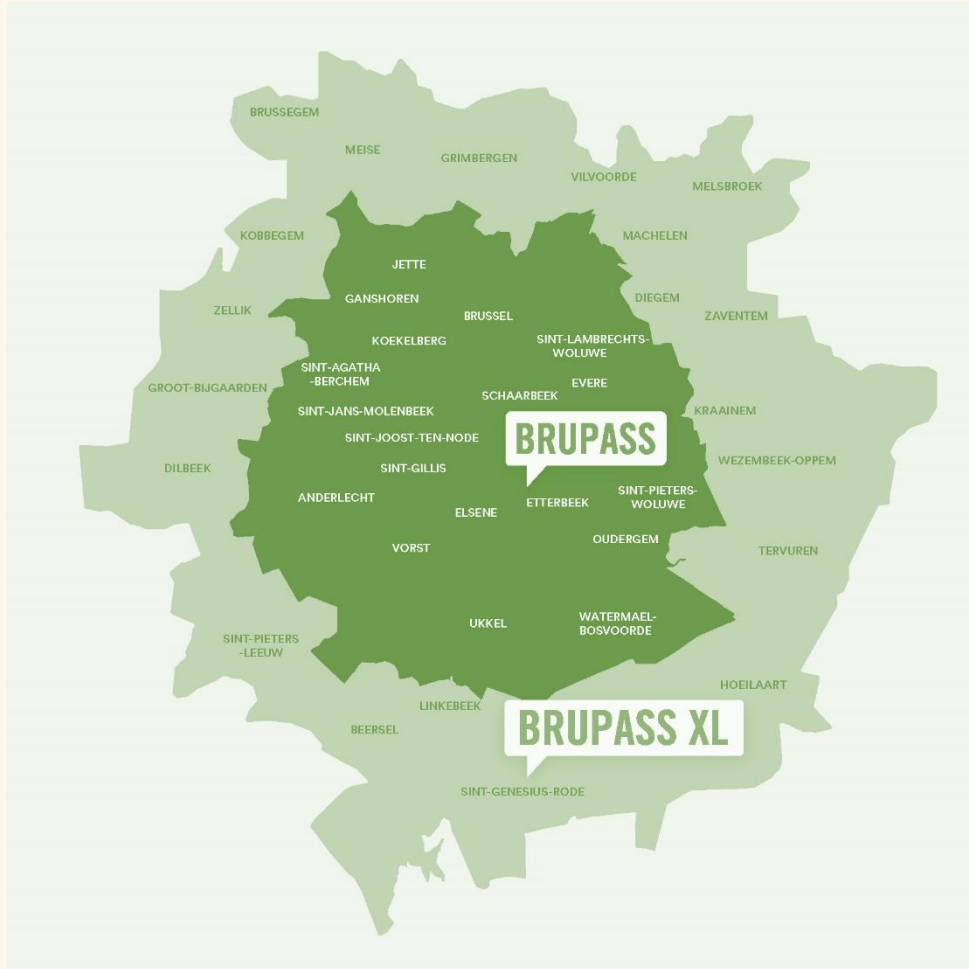 BRUSSEGEM
MEISE
GRIMBERGEN
VILVOORDE
MELSBROEK
KOBBEGEM
MACHELEN
JETTE
GANSHOREN
DIEGEM
ZELLIK
BRUSSEL
ZAVENTEM
KOEKELBERG
SINT-LAMBRECHTS-
WOLUWE
SINT-AGATHA
-BERCHEM
GROOT-BIJGAARDEN
EVERE
SCHAARBEEK
SINT-JANS-MOLENBEEK
KRAAINEM
SINT-JOOST-TEN-NODE
BRUPASS
WEZEMBEEK-OPPEM
DILBEEK
SINT-GILLIS
ANDERLECHT
SINT-PIETERS-
WOLUWE
ETTERBEEK
ELSENE
OUDERGEM
VORST
TERVUREN
UKKEL
WATERMAEL-
BOSVOORDE
SINT-PIETERS
-LEEUW
HOEILAART
LINKEBEEK
BRUPASS XL
BEERSEL
SINT-GENESIUS-RODE